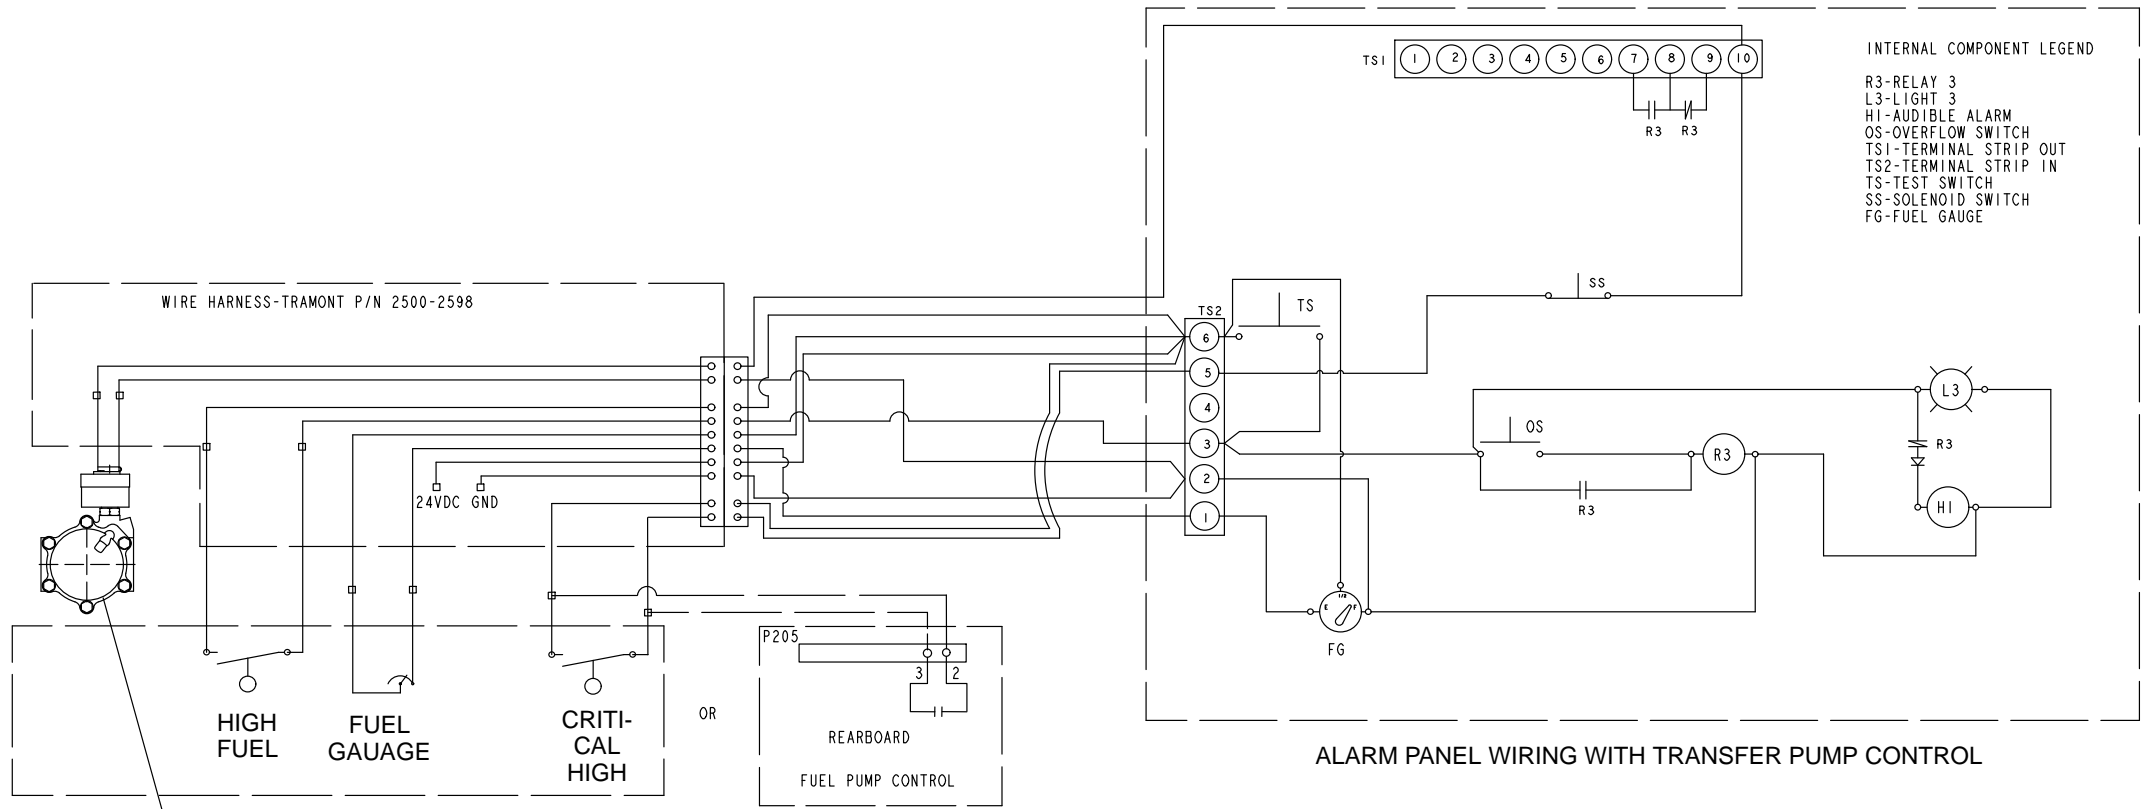 TS1 1 2 3 4 5 6 7 8 9 10
R3 R3
INTERNAL COMPONENT LEGEND
R3-RELAY 3
L3-LIGHT 3
H1-AUDIBLE ALARM
OS-OVERFLOW SWITCH
TS1-TERMINAL STRIP OUT
TS2-TERMINAL STRIP IN
TS-TEST SWITCH
SS-SOLENOID SWITCH
FG-FUEL GAUGE
WIRE HARNESS-TRAMONT P/N 2500-2598
SS
TS2
TS
6
5
4
3
2
1
L3
OS
R3
R3
R3
H1
24VDC GND
E 1/2 F
FG
P205
3 2
HIGH
FUEL
FUEL
GAUAGE
CRITI-
CAL
HIGH
OR
REARBOARD
FUEL PUMP CONTROL
ALARM PANEL WIRING WITH TRANSFER PUMP CONTROL